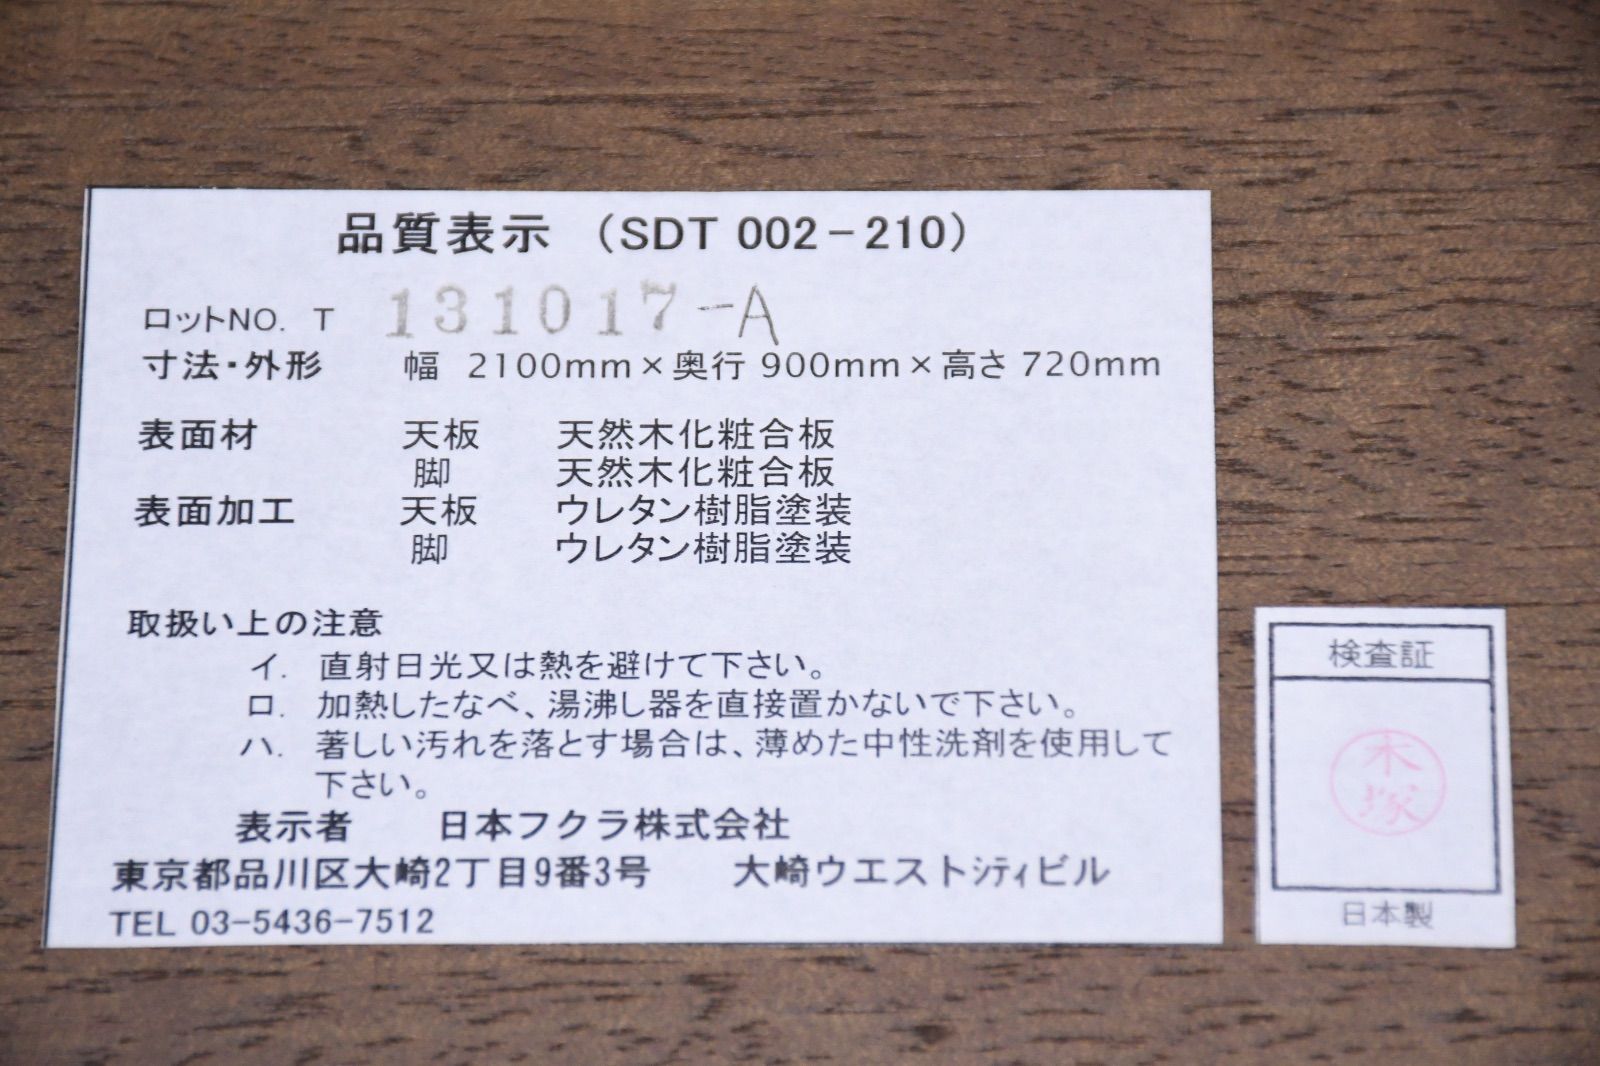 品質表示 (SDT 002-210)
ロットNO. T 131017-A
寸法・外形 幅 2100mm×奥行 900mm×高さ 720mm
表面材 天板 天然木化粧合板
脚 天然木化粧合板
表面加工 天板 ウレタン樹脂塗装
脚 ウレタン樹脂塗装
取扱い上の注意
イ. 直射日光又は熱を避けて下さい。
ロ. 加熱したなべ、湯沸し器を直接置かないで下さい。
ハ. 著しい汚れを落とす場合は、薄めた中性洗剤を使用して
下さい。
表示者 日本フクラ株式会社
東京都品川区大崎2丁目9番3号 大崎ウエストシティビル
TEL 03-5436-7512
検査証
木
塚
日本製